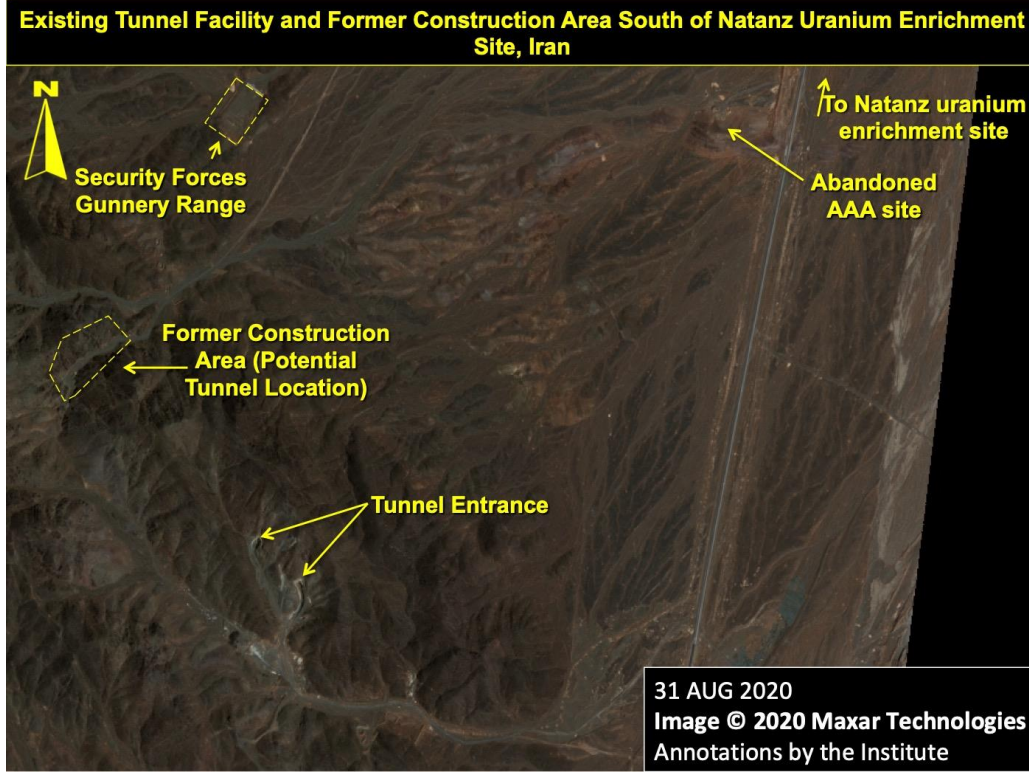 Existing Tunnel Facility and Former Construction Area South of Natanz Uranium Enrichment
Site, Iran
N
To Natanz uranium
enrichment site
Security Forces
Gunnery Range
Abandoned
AAA site
Former Construction
Area (Potential
Tunnel Location)
Tunnel Entrance
31 AUG 2020
Image © 2020 Maxar Technologies
Annotations by the Institute